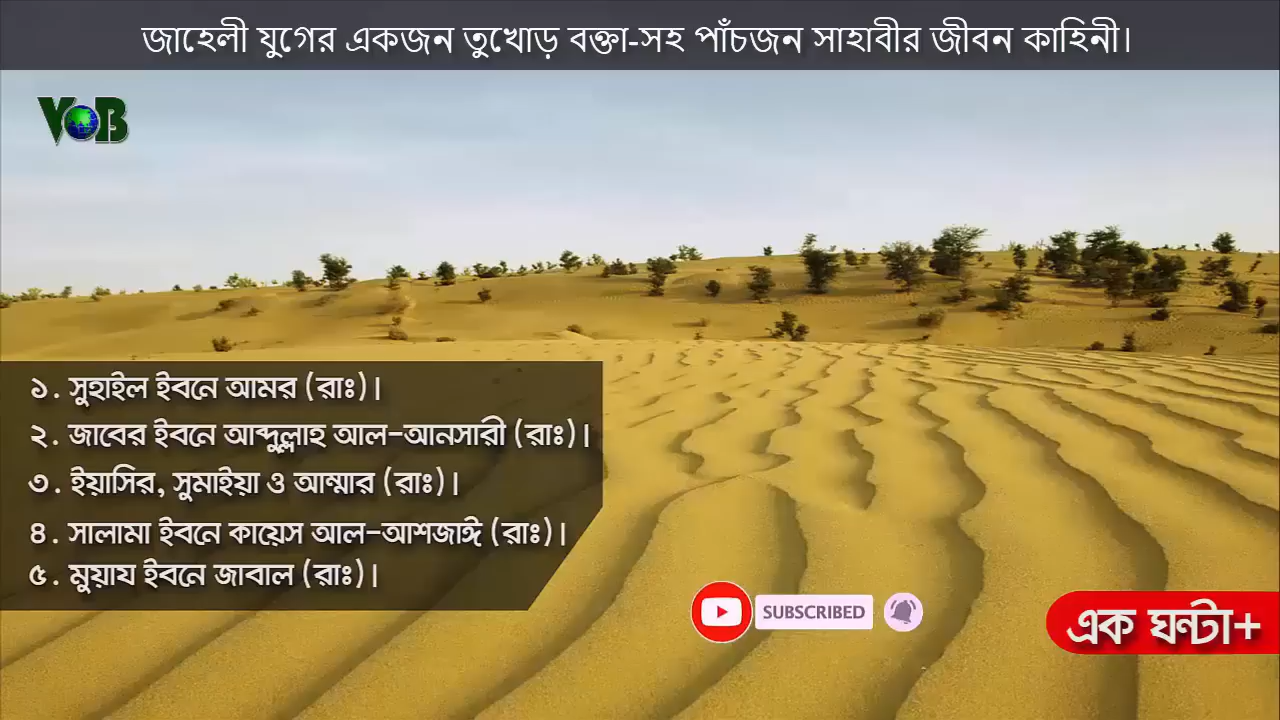 জাহেলী যুগের একজন তুখোড় বক্তা-সহ পাঁচজন সাহাবীর জীবন কাহিনী।
VOB
১. সুহাইল ইবনে আমর (রাঃ)।
২. জাবের ইবনে আব্দুল্লাহ আল-আনসারী (রাঃ)।
৩. ইয়াসির, সুমাইয়া ও আম্মার (রাঃ)।
৪. সালামা ইবনে কায়েস আল-আশজাঈ (রাঃ)।
৫. মুয়ায ইবনে জাবাল (রাঃ)।
SUBSCRIBED
এক ঘন্টা+